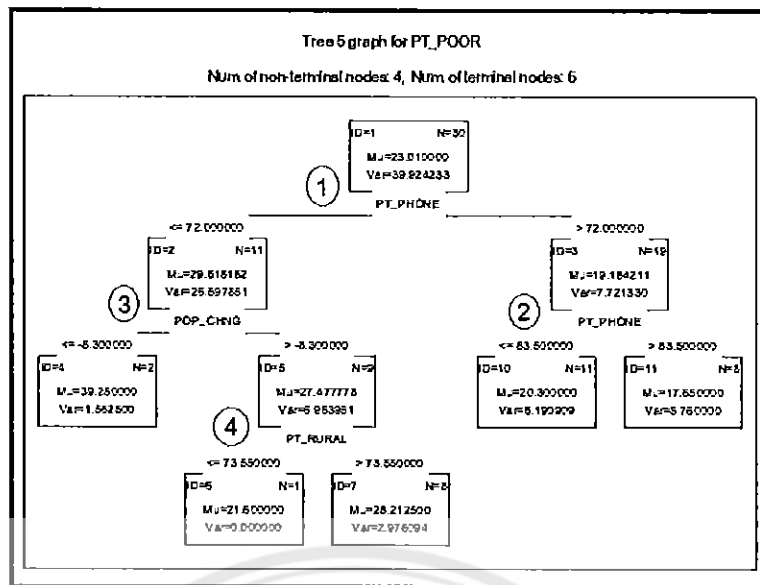 Tree 5 graph for PT_POOR
Num of non-terminal nodes: 4, Num of terminal nodes: 6
ID=1 N=30
Mu=23.010000
Var=39.924233
1
PT_PHONE
<= 72.000000 > 72.000000
ID=2 N=11
Mu=29.618182
Var=25.697851
ID=3 N=19
Mu=19.184211
Var=7.721330
3
POP_CHNG
2
PT_PHONE
<= -8.300000 > -8.300000
<= 83.500000 > 83.500000
ID=4 N=2
Mu=39.250000
Var=1.562500
ID=5 N=9
Mu=27.477778
Var=6.953951
ID=10 N=11
Mu=20.300000
Var=6.190909
ID=11 N=8
Mu=17.650000
Var=5.760000
4
PT_RURAL
<= 73.550000 > 73.550000
ID=6 N=1
Mu=21.600000
Var=0.000000
ID=7 N=8
Mu=28.212500
Var=2.976094